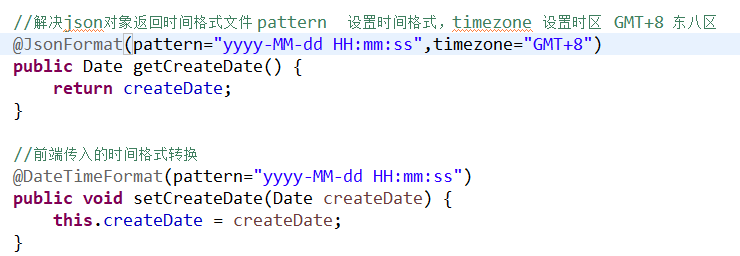 //解决json对象返回时间格式文件 pattern  设置时间格式，timezone 设置时区 GMT+8 东八区
@JsonFormat(pattern="yyyy-MM-dd HH:mm:ss",timezone="GMT+8")
public Date getCreateDate() {
    return createDate;
}

//前端传入的时间格式转换
@DateTimeFormat(pattern="yyyy-MM-dd HH:mm:ss")
public void setCreateDate(Date createDate) {
    this.createDate = createDate;
}